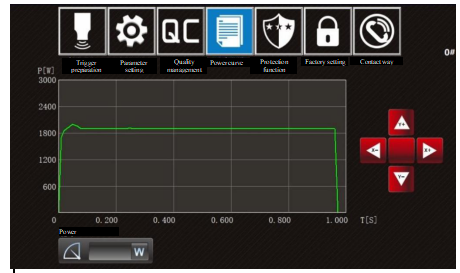 QC
0#
Trigger preparation
Parameter setting
Quality management
Power curve
Protection function
Factory setting
Contact way
P[W]
3000
2400
1800
1200
600
0 0.200 0.400 0.600 0.800 1.000 T[S]
Y+
X- X+
Y-
Power
W